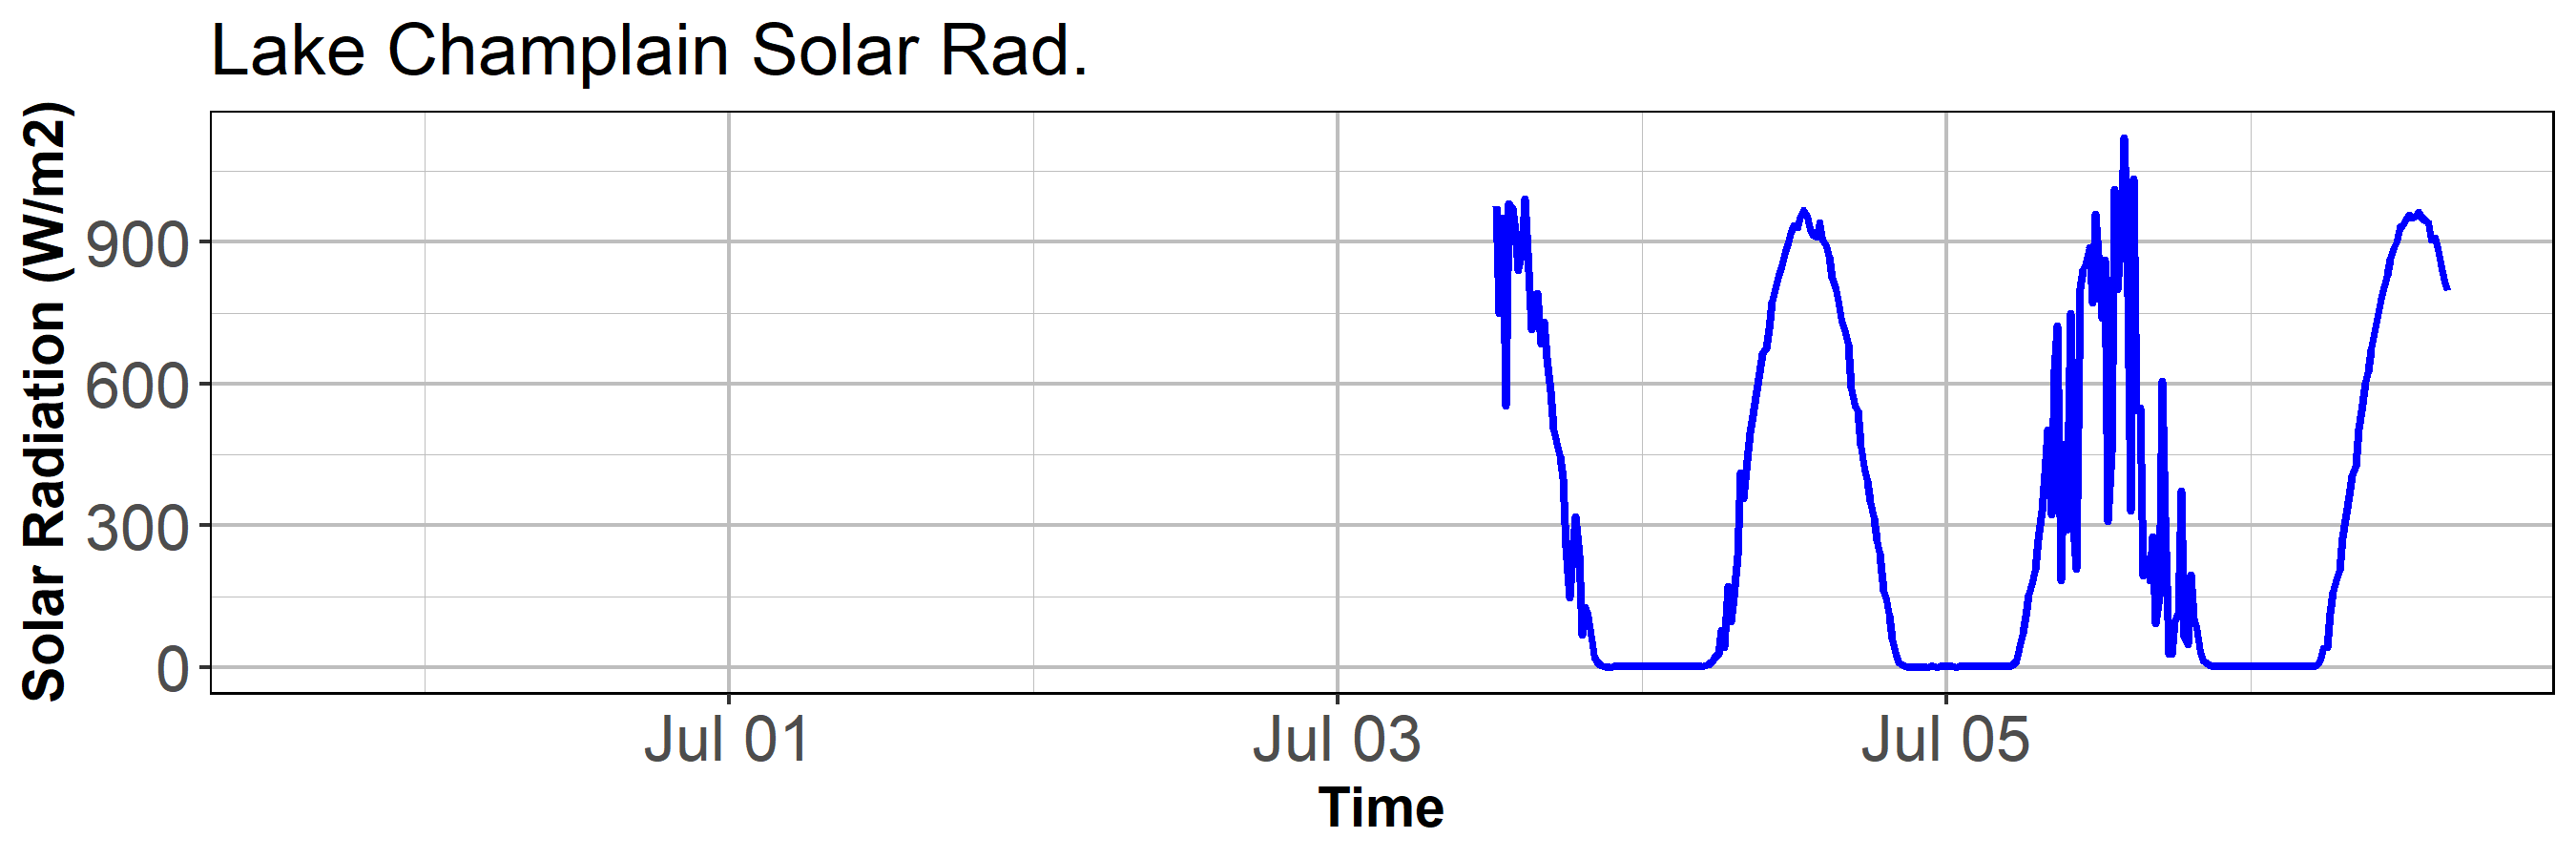 Lake Champlain Solar Rad.
Solar Radiation (W/m2)
900
600
300
0
Jul 01
Jul 03
Jul 05
Time